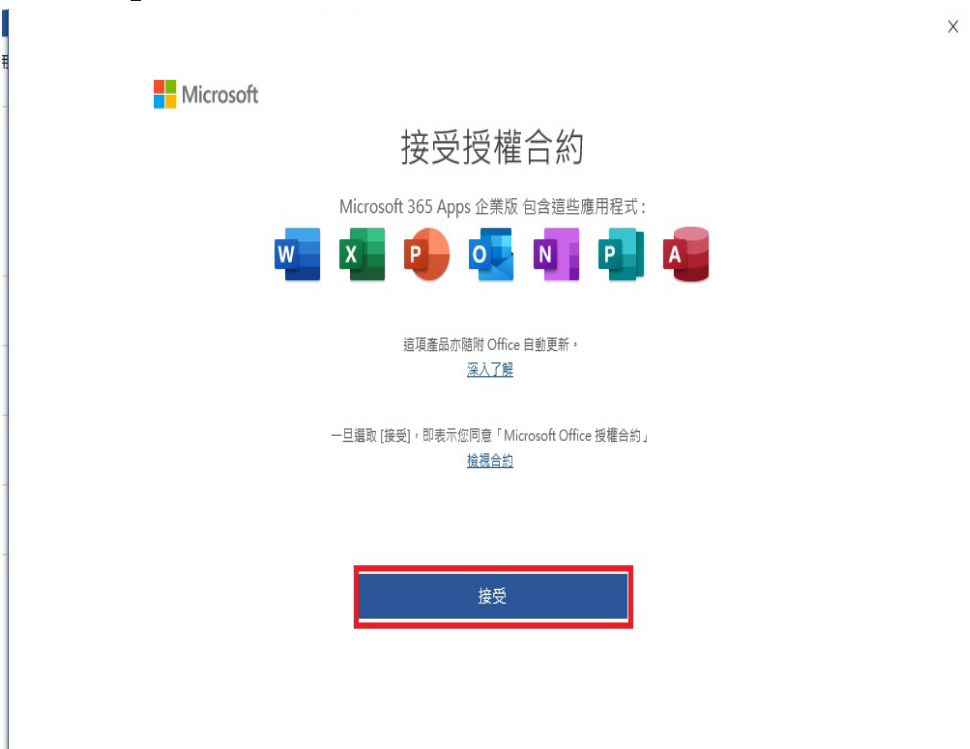 X
Microsoft
接受授權合約
Microsoft 365 Apps 企業版 包含這些應用程式：
W X P O N P A
這項產品亦隨附 Office 自動更新。
深入了解
一旦選取 [接受]，即表示您同意「Microsoft Office 授權合約」
檢視合約
接受